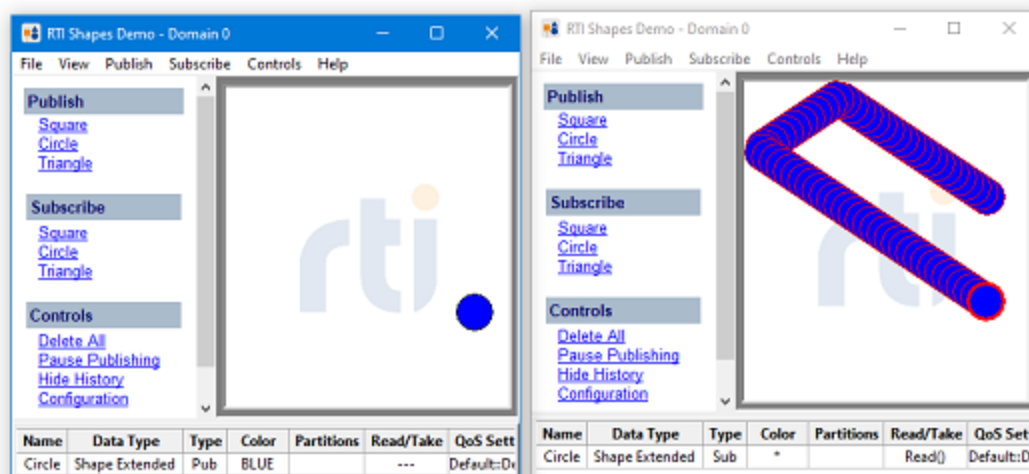 RTI Shapes Demo - Domain 0
File View Publish Subscribe Controls Help
Publish
Square
Circle
Triangle
Subscribe
Square
Circle
Triangle
Controls
Delete All
Pause Publishing
Hide History
Configuration
rti
Name Data Type Type Color Partitions Read/Take QoS Sett
Circle Shape Extended Pub BLUE --- Default::De
RTI Shapes Demo - Domain 0
File View Publish Subscribe Controls Help
Publish
Square
Circle
Triangle
Subscribe
Square
Circle
Triangle
Controls
Delete All
Pause Publishing
Hide History
Configuration
rti
Name Data Type Type Color Partitions Read/Take QoS Sett
Circle Shape Extended Sub * Read() Default::D